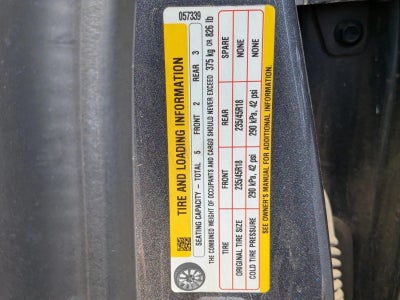 057339
TIRE AND LOADING INFORMATION
SEATING CAPACITY - TOTAL 5 FRONT 2 REAR 3
THE COMBINED WEIGHT OF OCCUPANTS AND CARGO SHOULD NEVER EXCEED 375 kg OR 826 lb
TIRE FRONT REAR SPARE
ORIGINAL TIRE SIZE 235/45R18 235/45R18 NONE
COLD TIRE PRESSURE 290 kPa, 42 psi 290 kPa, 42 psi NONE
SEE OWNER'S MANUAL FOR ADDITIONAL INFORMATION.